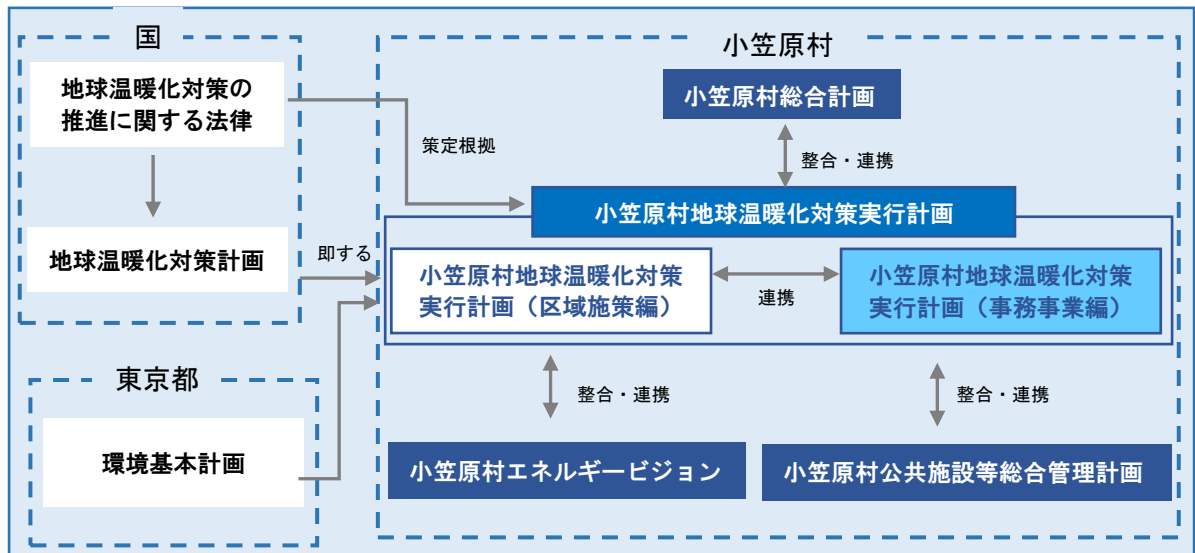 国
地球温暖化対策の
推進に関する法律
地球温暖化対策計画
東京都
環境基本計画
策定根拠
即する
小笠原村
小笠原村総合計画
整合・連携
小笠原村地球温暖化対策実行計画
小笠原村地球温暖化対策
実行計画（区域施策編）
連携
小笠原村地球温暖化対策
実行計画（事務事業編）
整合・連携
整合・連携
小笠原村エネルギービジョン
小笠原村公共施設等総合管理計画